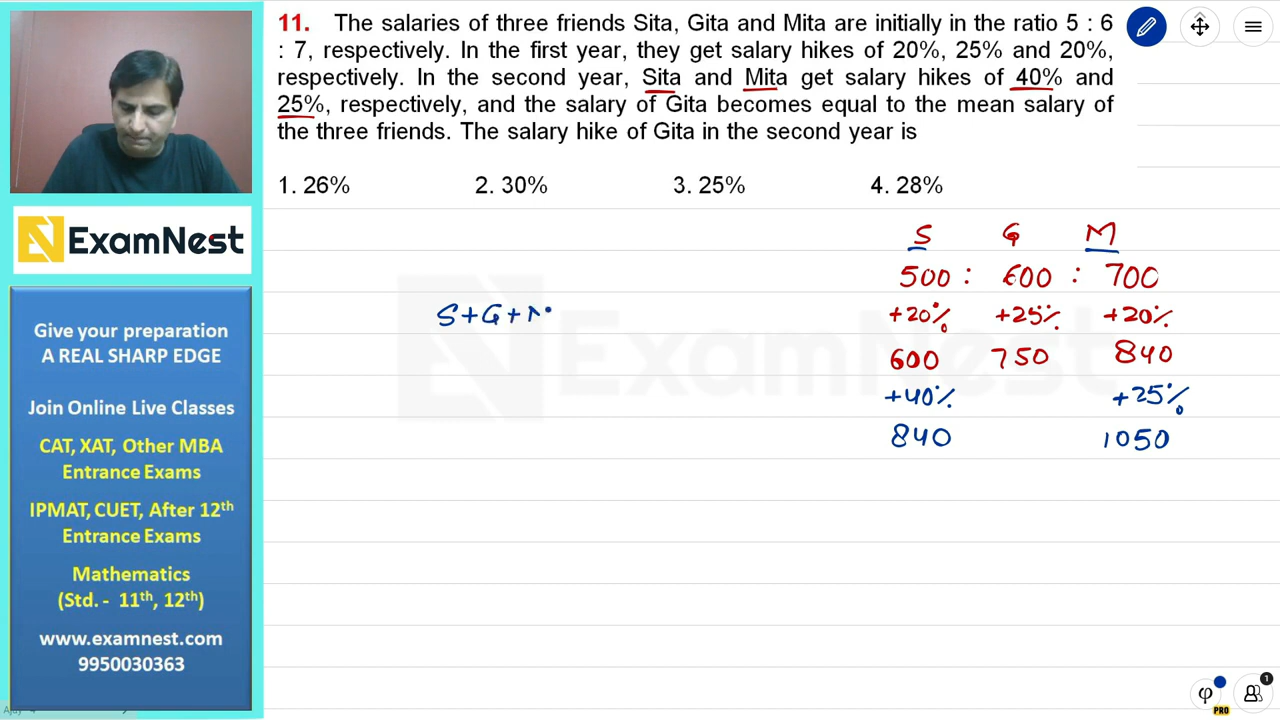 11. The salaries of three friends Sita, Gita and Mita are initially in the ratio 5 : 6
: 7, respectively. In the first year, they get salary hikes of 20%, 25% and 20%,
respectively. In the second year, Sita and Mita get salary hikes of 40% and
25%, respectively, and the salary of Gita becomes equal to the mean salary of
the three friends. The salary hike of Gita in the second year is
1. 26% 2. 30% 3. 25% 4. 28%
ExamNest
Give your preparation
A REAL SHARP EDGE
Join Online Live Classes
CAT, XAT, Other MBA
Entrance Exams
IPMAT, CUET, After 12th
Entrance Exams
Mathematics
(Std. - 11th, 12th)
www.examnest.com
9950030363
S G M
500 : 600 : 700
+20% +25% +20%
600 750 840
+40% +25%
840 1050
S+G+
ExamNest
φ
PRO
1